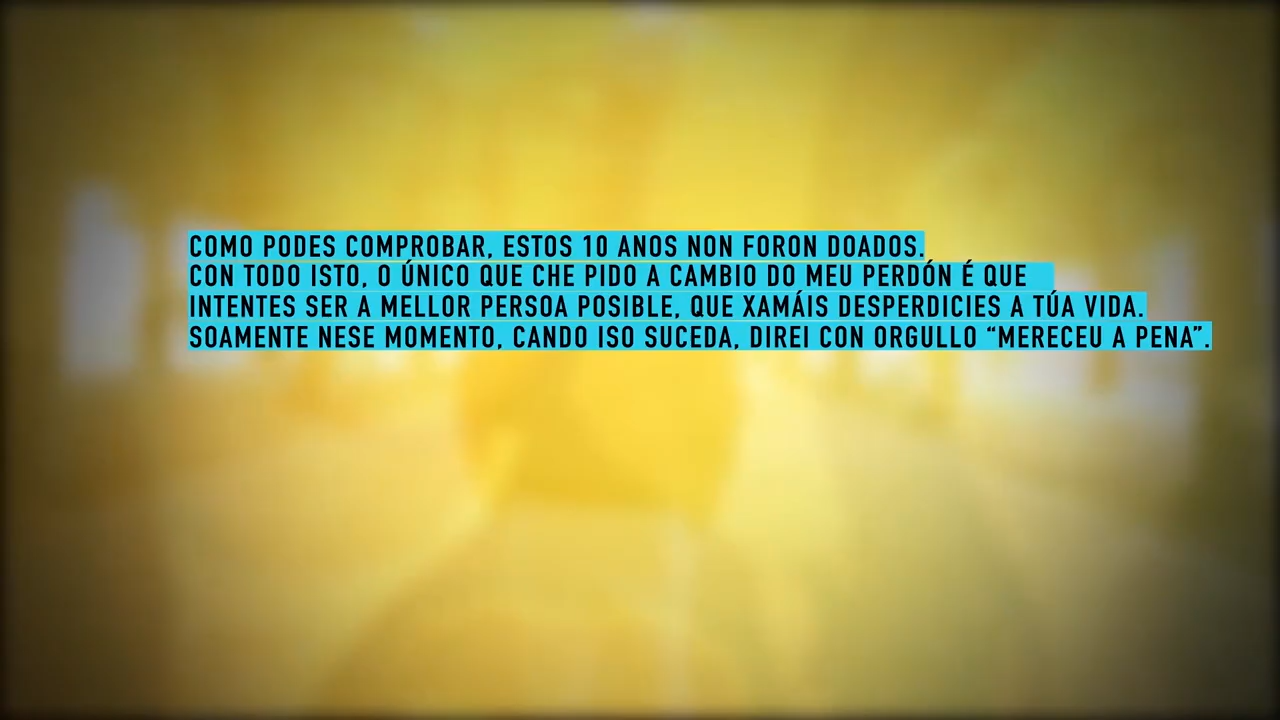 COMO PODES COMPROBAR, ESTOS 10 ANOS NON FORON DOADOS.
CON TODO ISTO, O ÚNICO QUE CHE PIDO A CAMBIO DO MEU PERDÓN É QUE
INTENTES SER A MELLOR PERSOA POSIBLE, QUE XAMÁIS DESPERDICIES A TÚA VIDA.
SOAMENTE NESE MOMENTO, CANDO ISO SUCEDA, DIREI CON ORGULLO “MERECEU A PENA”.